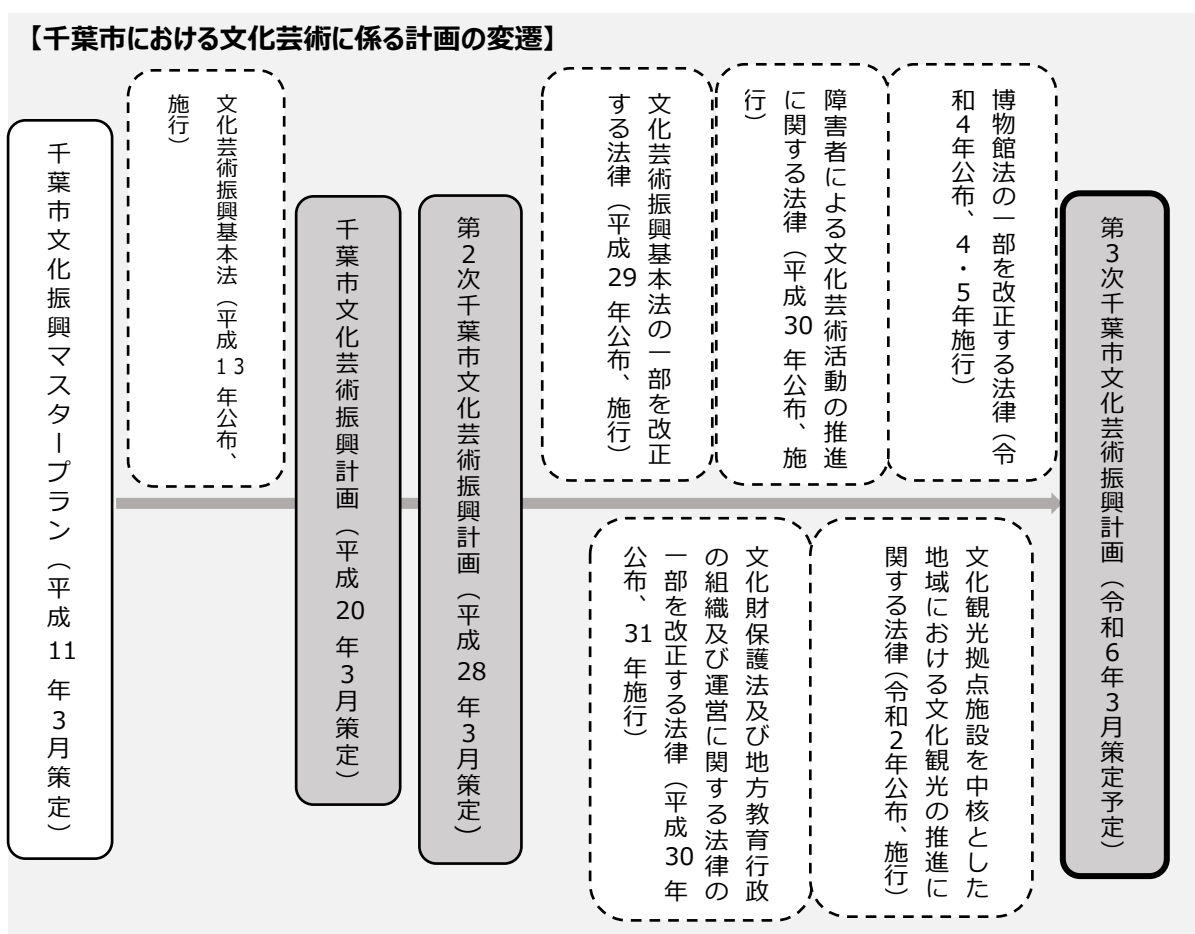 【千葉市における文化芸術に係る計画の変遷】
千葉市文化振興マスタープラン（平成11年３月策定）
文化芸術振興基本法（平成１３年公布、
施行）
千葉市文化芸術振興計画（平成20年３月策定）
第２次千葉市文化芸術振興計画（平成28年３月策定）
文化芸術振興基本法の一部を改正
する法律（平成29年公布、施行）
障害者による文化芸術活動の推進
に関する法律（平成30年公布、施
行）
博物館法の一部を改正する法律（令
和４年公布、４・５年施行）
文化財保護法及び地方教育行政
の組織及び運営に関する法律の
一部を改正する法律（平成30年
公布、31年施行）
文化観光拠点施設を中核とした
地域における文化観光の推進に
関する法律（令和２年公布、施行）
第３次千葉市文化芸術振興計画（令和６年３月策定予定）